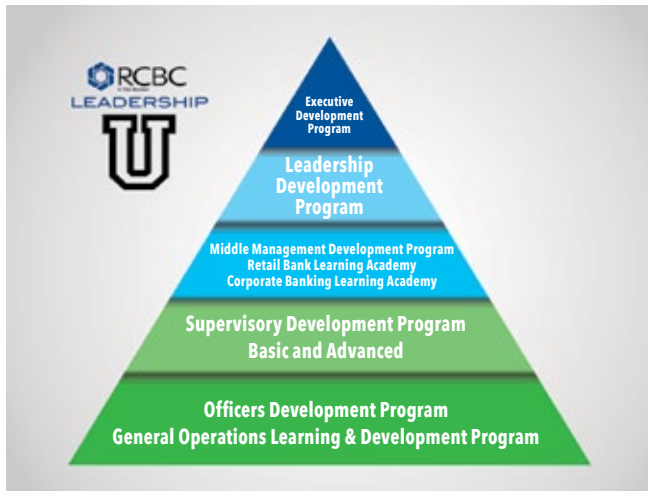 RCBC
LEADERSHIP
U
Executive
Development
Program
Leadership
Development
Program
Middle Management Development Program
Retail Bank Learning Academy
Corporate Banking Learning Academy
Supervisory Development Program
Basic and Advanced
Officers Development Program
General Operations Learning & Development Program